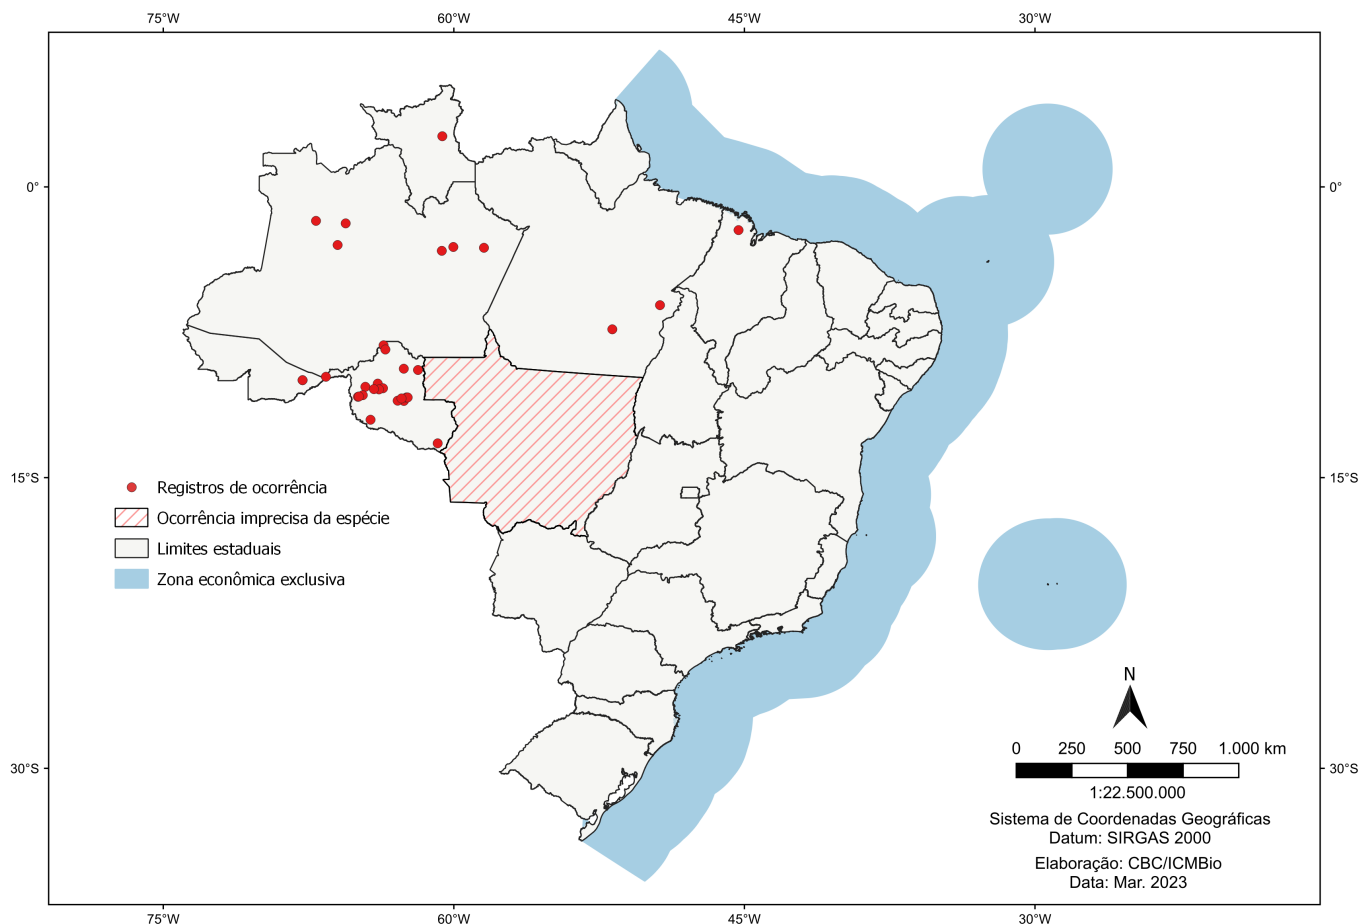 75°W 60°W 45°W 30°W
0° 0°
15°S 15°S
30°S 30°S
Registros de ocorrência
Ocorrência imprecisa da espécie
Limites estaduais
Zona econômica exclusiva
N
0 250 500 750 1.000 km
1:22.500.000
Sistema de Coordenadas Geográficas
Datum: SIRGAS 2000
Elaboração: CBC/ICMBio
Data: Mar. 2023
75°W 60°W 45°W 30°W